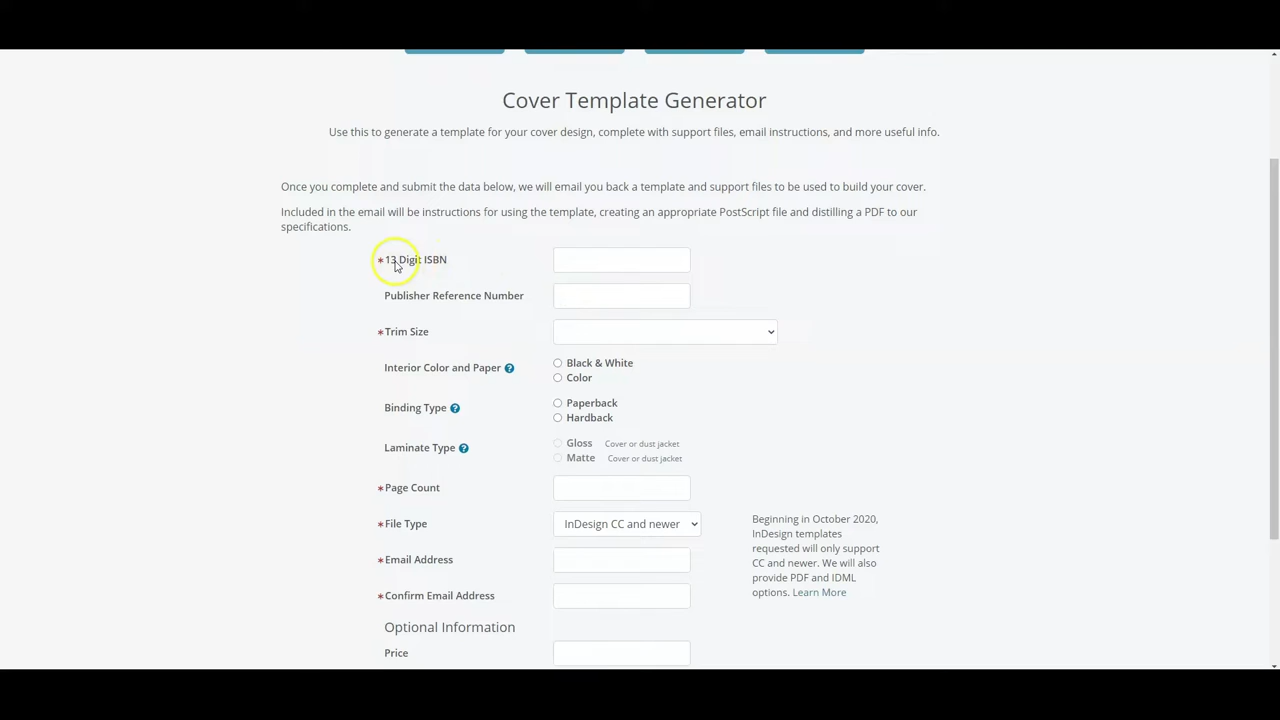 Cover Template Generator
Use this to generate a template for your cover design, complete with support files, email instructions, and more useful info.
Once you complete and submit the data below, we will email you back a template and support files to be used to build your cover.
Included in the email will be instructions for using the template, creating an appropriate PostScript file and distilling a PDF to our
specifications.
*13 Digit ISBN
Publisher Reference Number
*Trim Size
Interior Color and Paper ?
Black & White
Color
Binding Type ?
Paperback
Hardback
Laminate Type ?
Gloss Cover or dust jacket
Matte Cover or dust jacket
*Page Count
*File Type
InDesign CC and newer
Beginning in October 2020,
InDesign templates
requested will only support
CC and newer. We will also
provide PDF and IDML
options. Learn More
*Email Address
*Confirm Email Address
Optional Information
Price